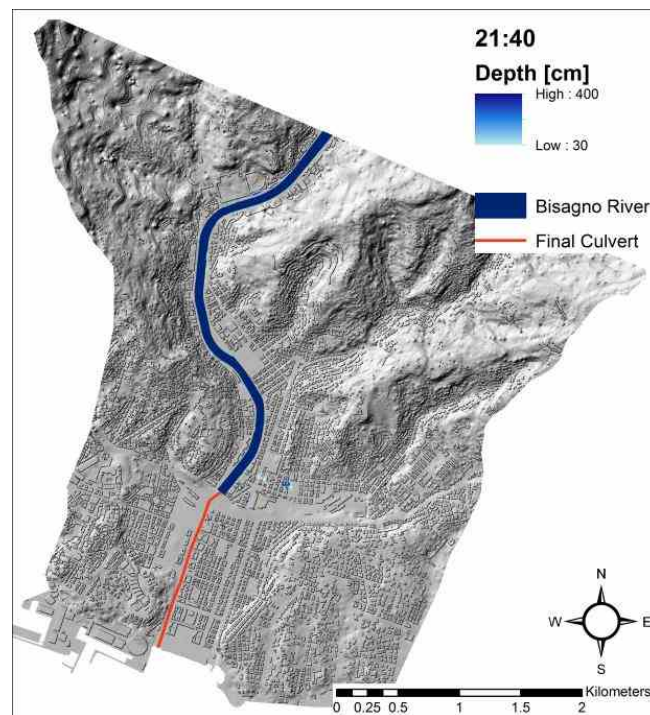 21:40
Depth [cm]
High : 400
Low : 30
Bisagno River
Final Culvert
N
W E
S
Kilometers
0 0.25 0.5 1 1.5 2